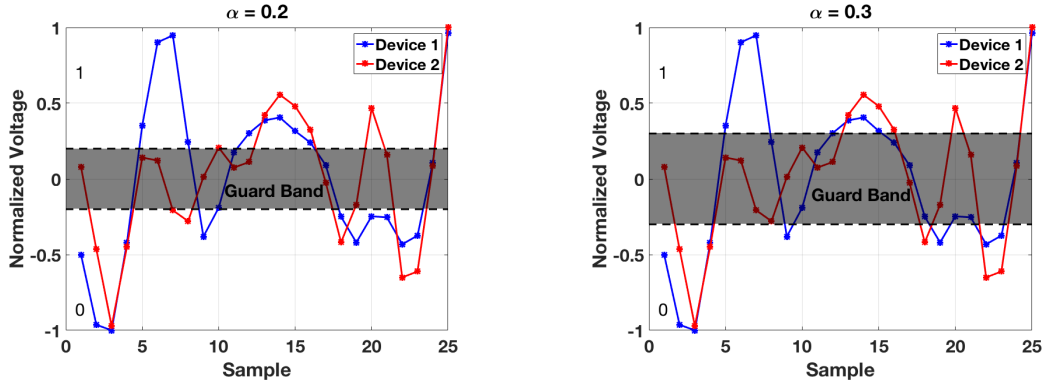 α = 0.2
1
0.5
0
-0.5
-1
Normalized Voltage
1
0
Guard Band
Device 1
Device 2
0 5 10 15 20 25
Sample
α = 0.3
1
0.5
0
-0.5
-1
Normalized Voltage
1
0
Guard Band
Device 1
Device 2
0 5 10 15 20 25
Sample